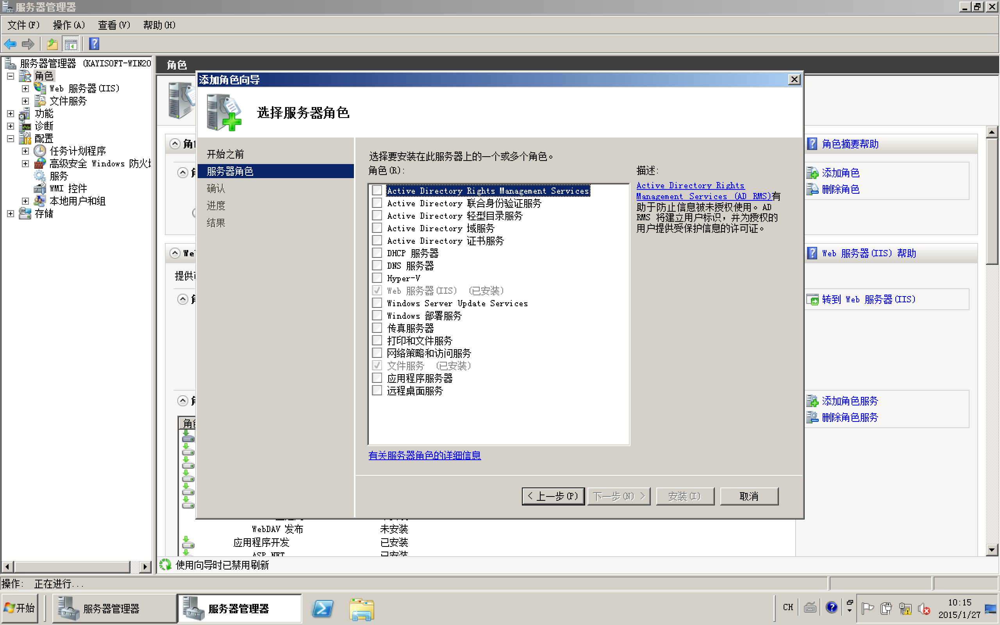 服务器管理器
文件(F) 操作(A) 查看(V) 帮助(H)
服务器管理器 (KAYISOFT-WIN20
角色
Web 服务器(IIS)
文件服务
功能
诊断
配置
任务计划程序
高级安全 Windows 防火
服务
WMI 控件
本地用户和组
存储
角色
添加角色向导
选择服务器角色
开始之前
服务器角色
确认
进度
结果
选择要安装在此服务器上的一个或多个角色。
角色(R):
Active Directory Rights Management Services
Active Directory 联合身份验证服务
Active Directory 轻型目录服务
Active Directory 域服务
Active Directory 证书服务
DHCP 服务器
DNS 服务器
Hyper-V
Web 服务器(IIS) (已安装)
Windows Server Update Services
Windows 部署服务
传真服务器
打印和文件服务
网络策略和访问服务
文件服务 (已安装)
应用程序服务器
远程桌面服务
有关服务器角色的详细信息
描述:
Active Directory Rights
Management Services (AD RMS)有
助于防止信息被未授权使用。AD
RMS 将建立用户标识，并为授权的
用户提供受保护信息的许可证。
< 上一步(P) 下一步(N) > 安装(I) 取消
角色摘要帮助
添加角色
删除角色
We
提供
Web 服务器(IIS) 帮助
转到 Web 服务器(IIS)
添加角色服务
删除角色服务
角
WebDAV 发布 未安装
应用程序开发 已安装
ASP.NET 已安装
使用向导时已禁用刷新
操作: 正在进行...
开始 服务器管理器 服务器管理器 CH 10:15
2015/1/27